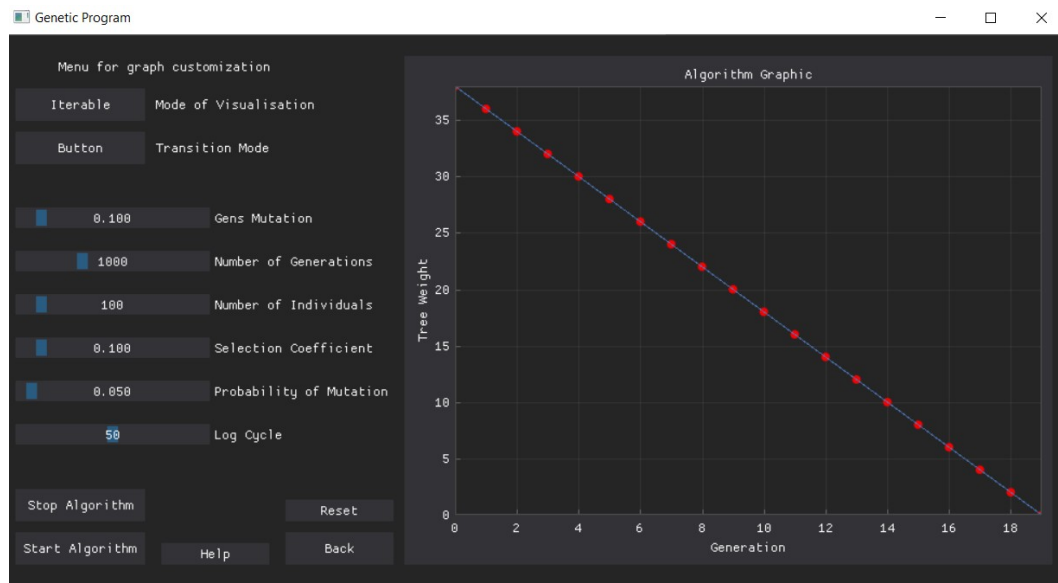 Genetic Program
Menu for graph customization
Iterable Mode of Visualisation
Button Transition Mode
0.100 Gens Mutation
1000 Number of Generations
100 Number of Individuals
0.100 Selection Coefficient
0.050 Probability of Mutation
50 Log Cycle
Stop Algorithm
Reset
Start Algorithm
Help
Back
Algorithm Graphic
Tree Weight
35
30
25
20
15
10
5
0
0 2 4 6 8 10 12 14 16 18
Generation